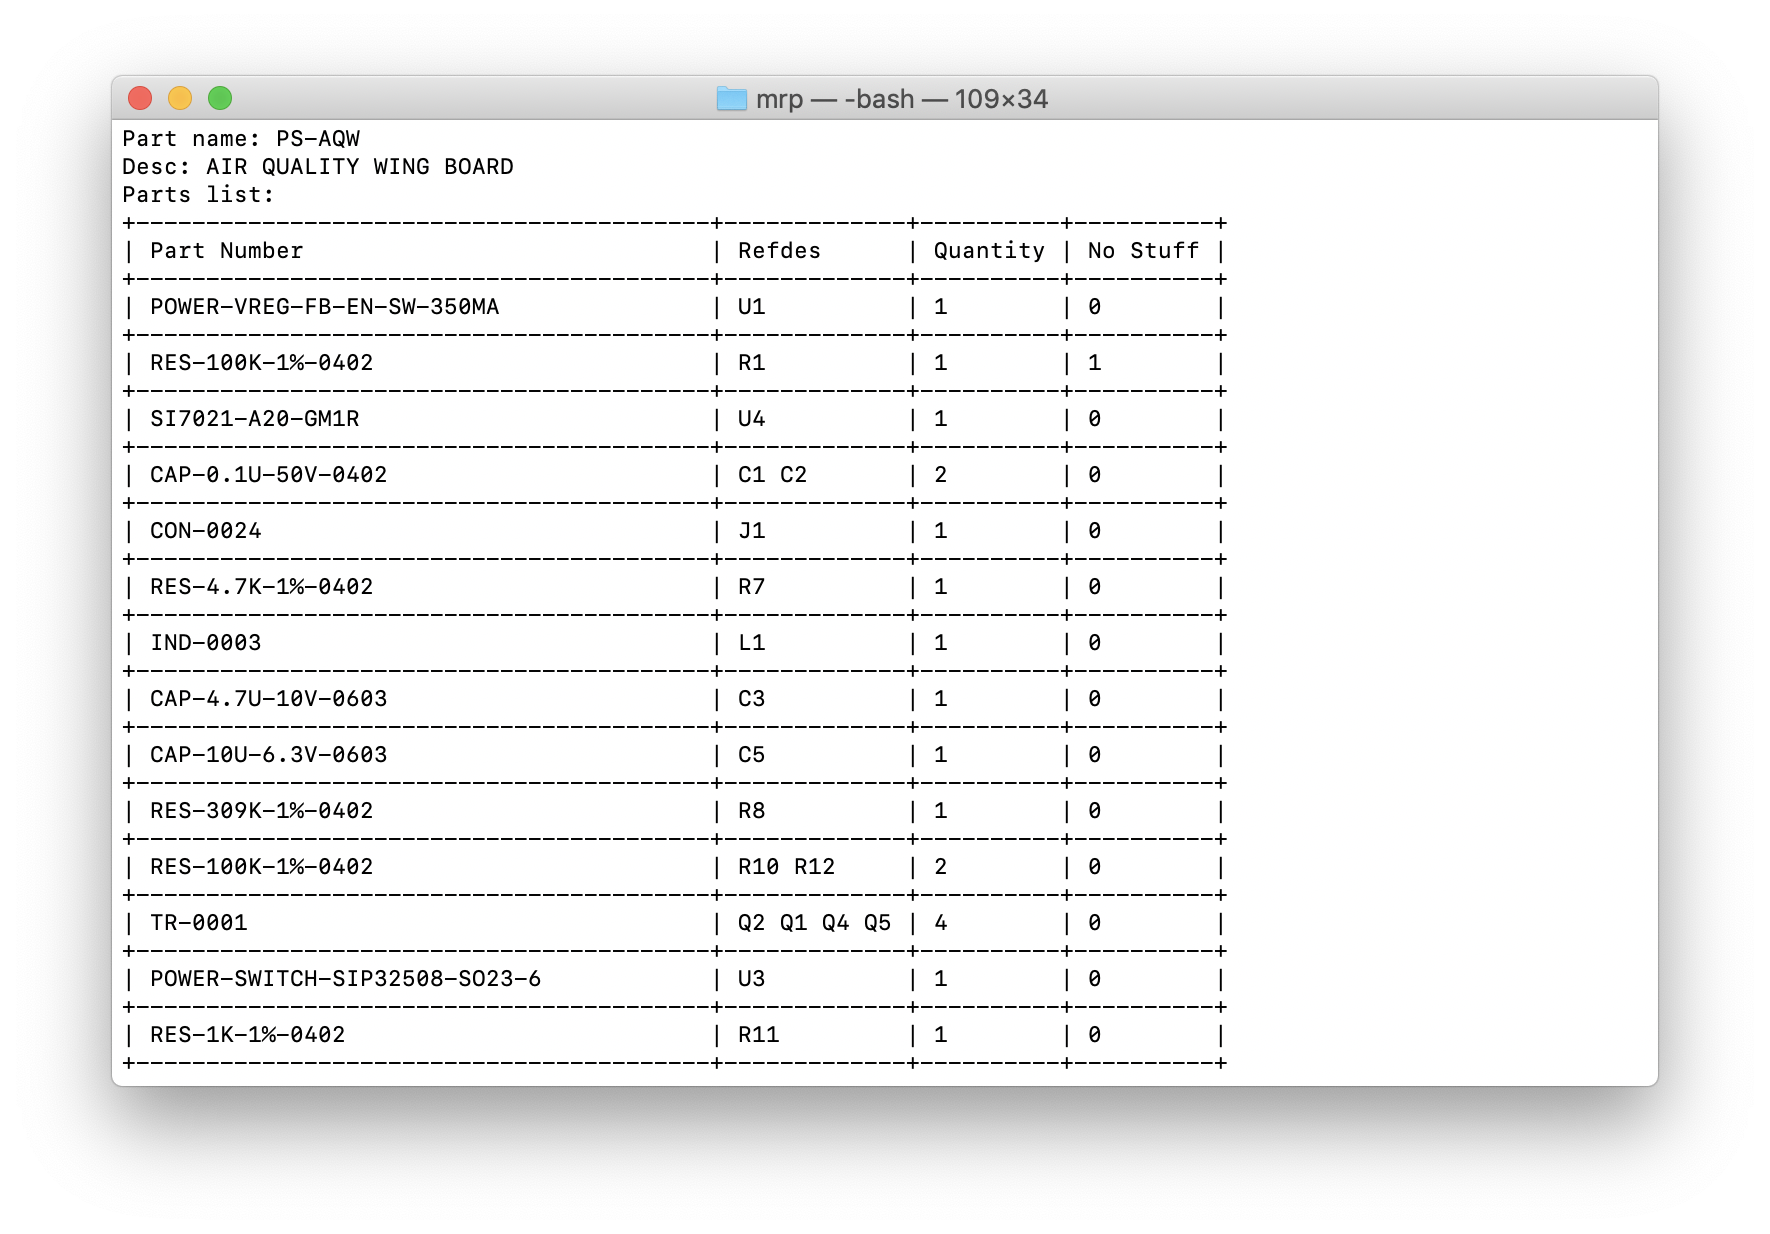 mrp — -bash — 109×34
Part name: PS-AQW
Desc: AIR QUALITY WING BOARD
Parts list:
+-----------------------------------------+-------------+----------+----------+
| Part Number                             | Refdes      | Quantity | No Stuff |
+-----------------------------------------+-------------+----------+----------+
| POWER-VREG-FB-EN-SW-350MA               | U1          | 1        | 0        |
+-----------------------------------------+-------------+----------+----------+
| RES-100K-1%-0402                        | R1          | 1        | 1        |
+-----------------------------------------+-------------+----------+----------+
| SI7021-A20-GM1R                         | U4          | 1        | 0        |
+-----------------------------------------+-------------+----------+----------+
| CAP-0.1U-50V-0402                       | C1 C2       | 2        | 0        |
+-----------------------------------------+-------------+----------+----------+
| CON-0024                                | J1          | 1        | 0        |
+-----------------------------------------+-------------+----------+----------+
| RES-4.7K-1%-0402                        | R7          | 1        | 0        |
+-----------------------------------------+-------------+----------+----------+
| IND-0003                                | L1          | 1        | 0        |
+-----------------------------------------+-------------+----------+----------+
| CAP-4.7U-10V-0603                       | C3          | 1        | 0        |
+-----------------------------------------+-------------+----------+----------+
| CAP-10U-6.3V-0603                       | C5          | 1        | 0        |
+-----------------------------------------+-------------+----------+----------+
| RES-309K-1%-0402                        | R8          | 1        | 0        |
+-----------------------------------------+-------------+----------+----------+
| RES-100K-1%-0402                        | R10 R12     | 2        | 0        |
+-----------------------------------------+-------------+----------+----------+
| TR-0001                                 | Q2 Q1 Q4 Q5 | 4        | 0        |
+-----------------------------------------+-------------+----------+----------+
| POWER-SWITCH-SIP32508-SO23-6            | U3          | 1        | 0        |
+-----------------------------------------+-------------+----------+----------+
| RES-1K-1%-0402                          | R11         | 1        | 0        |
+-----------------------------------------+-------------+----------+----------+